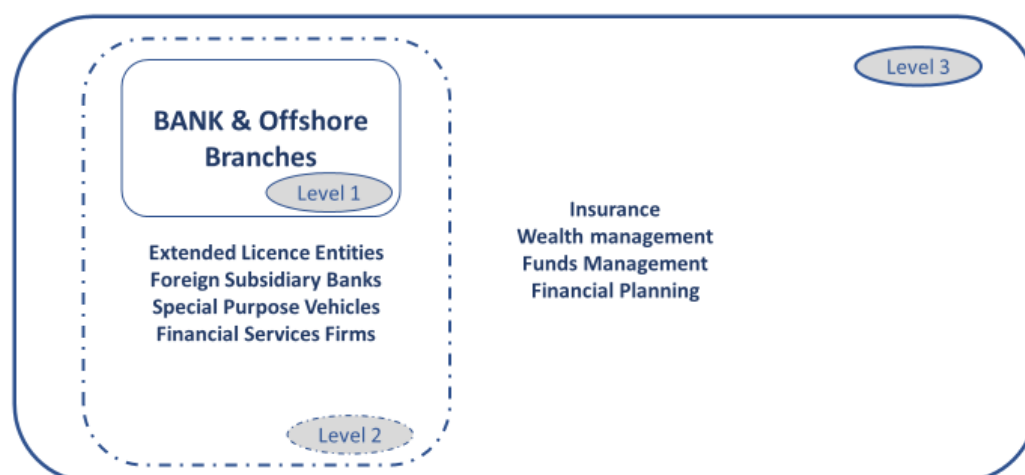 Level 3
BANK & Offshore
Branches
Level 1
Extended Licence Entities
Foreign Subsidiary Banks
Special Purpose Vehicles
Financial Services Firms
Level 2
Insurance
Wealth management
Funds Management
Financial Planning